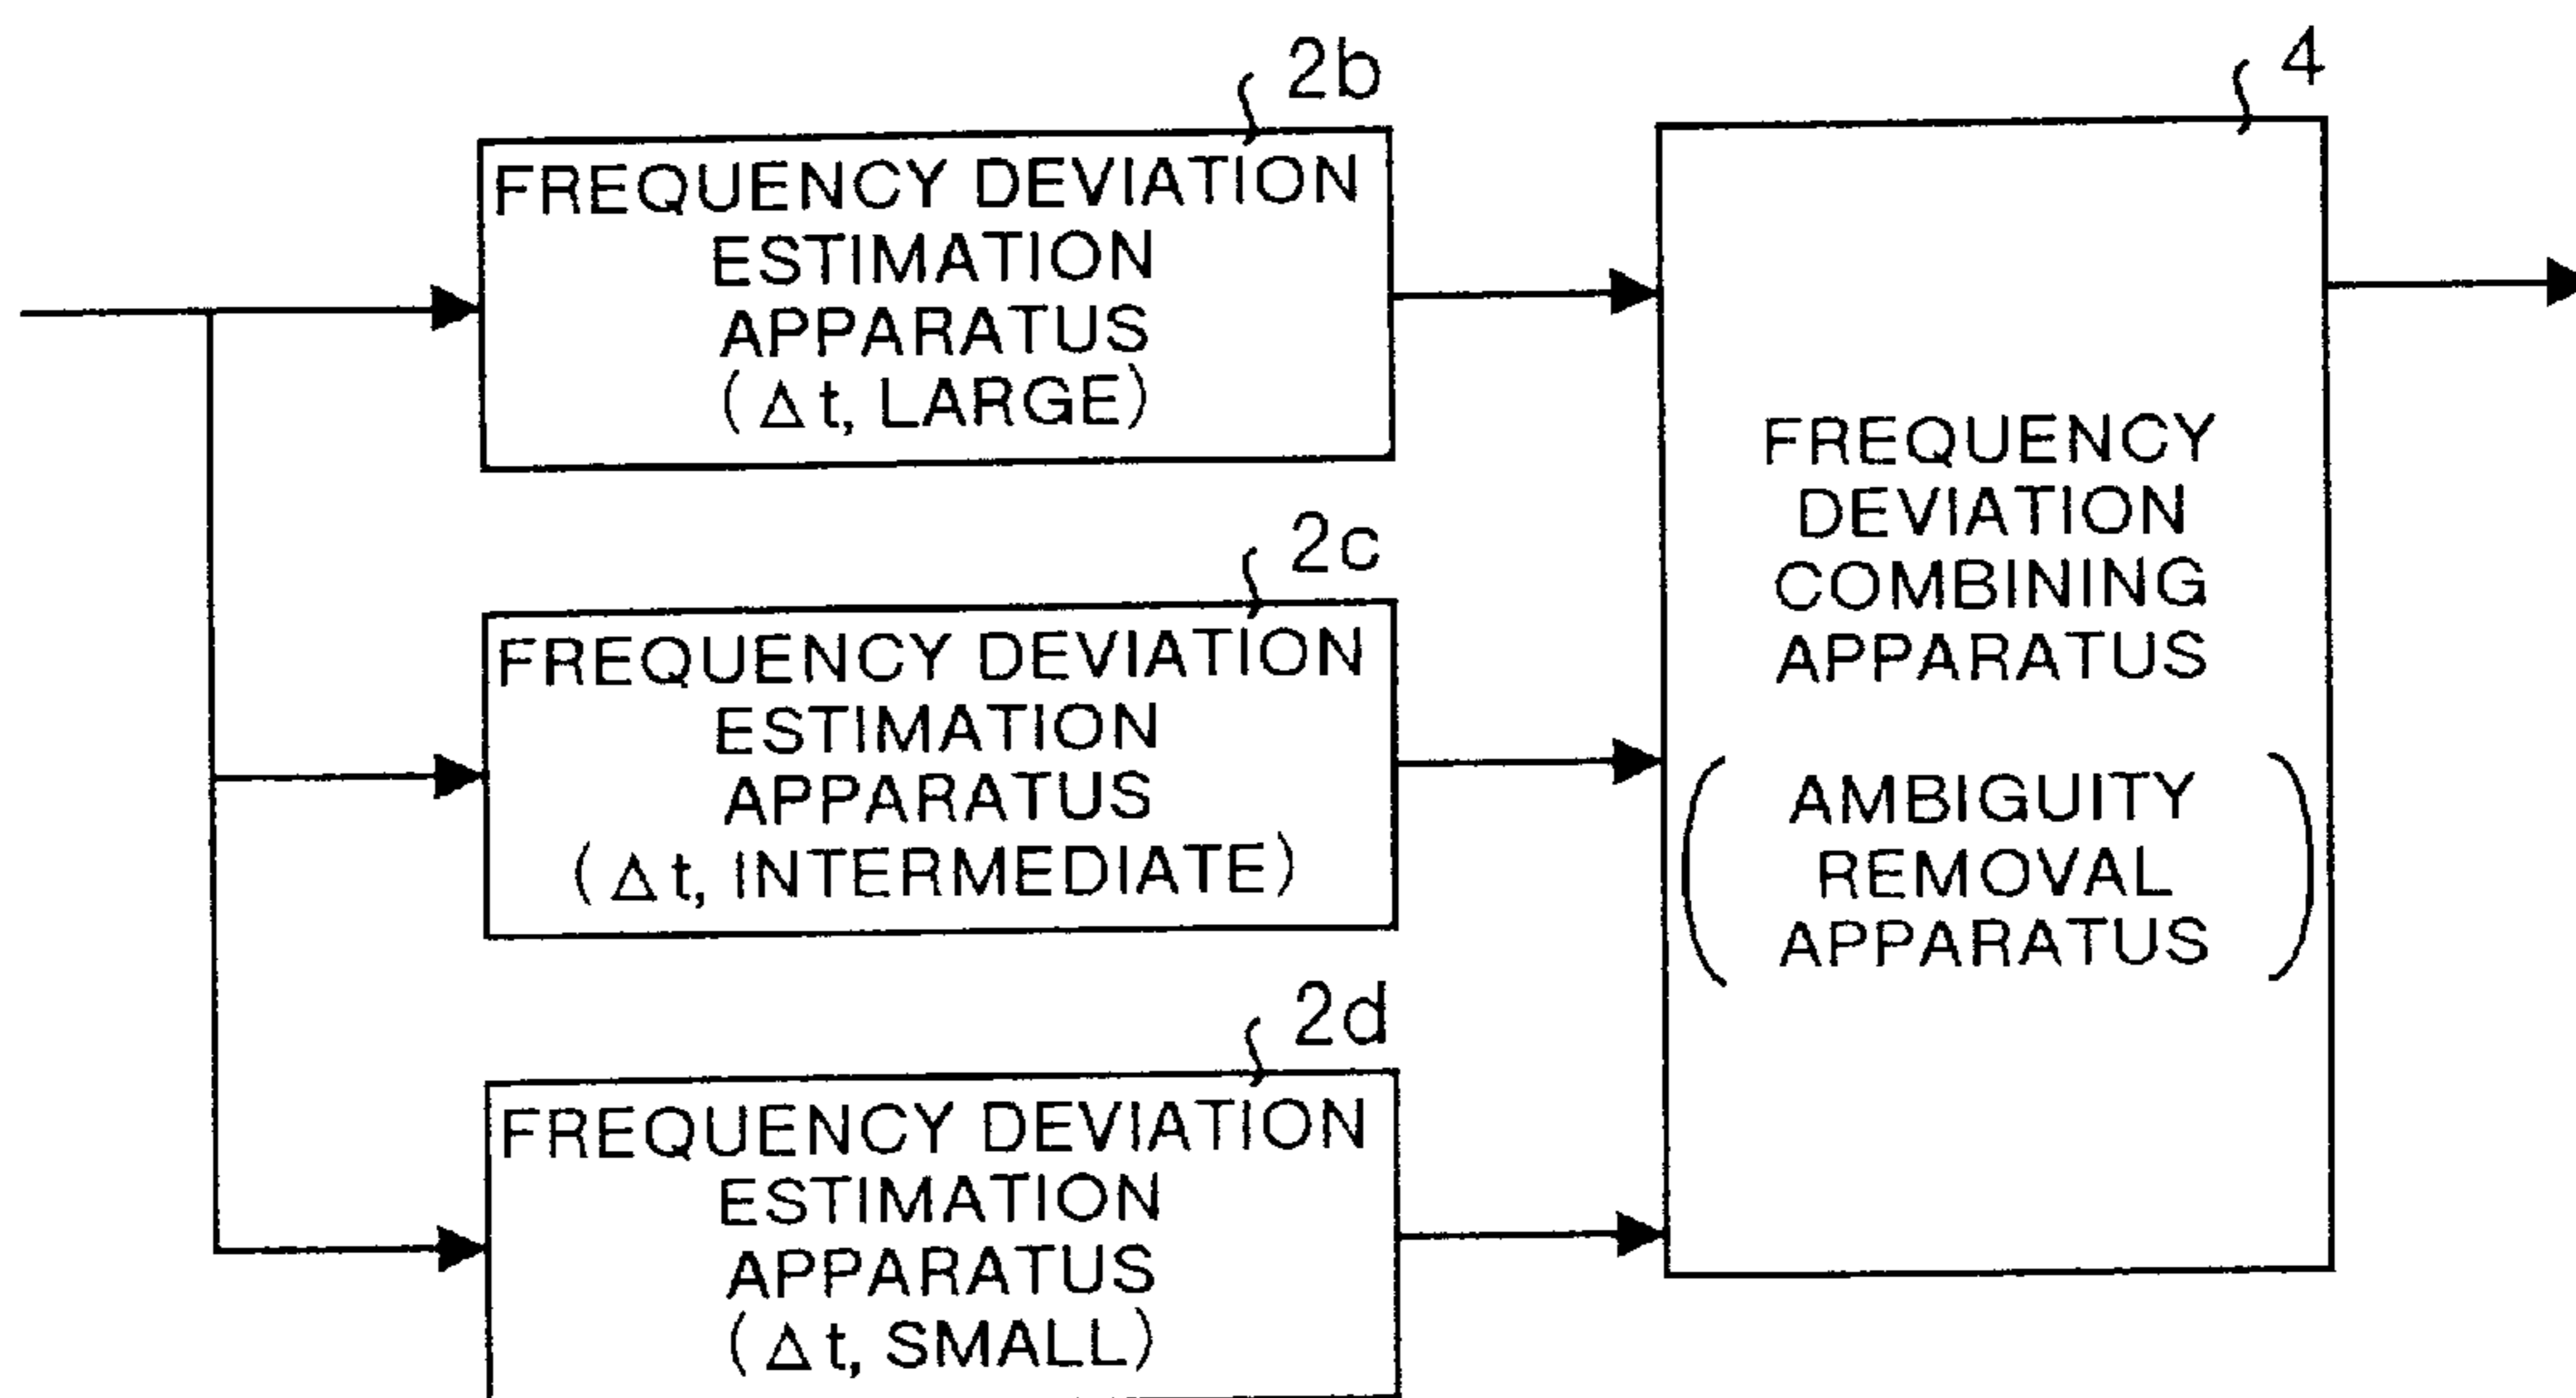 2b
FREQUENCY DEVIATION
ESTIMATION
APPARATUS
(Δt, LARGE)
2c
FREQUENCY DEVIATION
ESTIMATION
APPARATUS
(Δt, INTERMEDIATE)
2d
FREQUENCY DEVIATION
ESTIMATION
APPARATUS
(Δt, SMALL)
4
FREQUENCY
DEVIATION
COMBINING
APPARATUS
(AMBIGUITY
REMOVAL
APPARATUS)